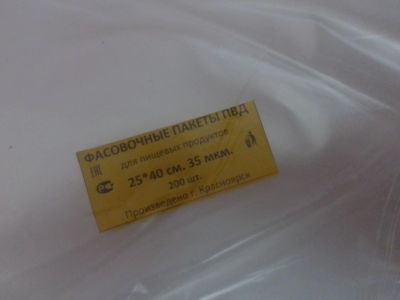 ФАСОВОЧНЫЕ ПАКЕТЫ ПВД
для пищевых продуктов
25*40 см. 35 мкм.
200 шт.
Произведено г. Красноярск